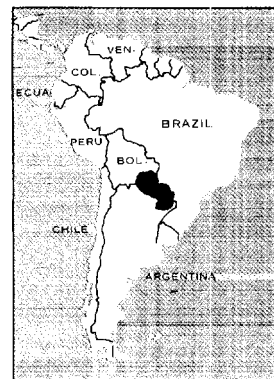 VEN.
COL.
ECUA.
BRAZIL
PERU
BOL.
CHILE
ARGENTINA